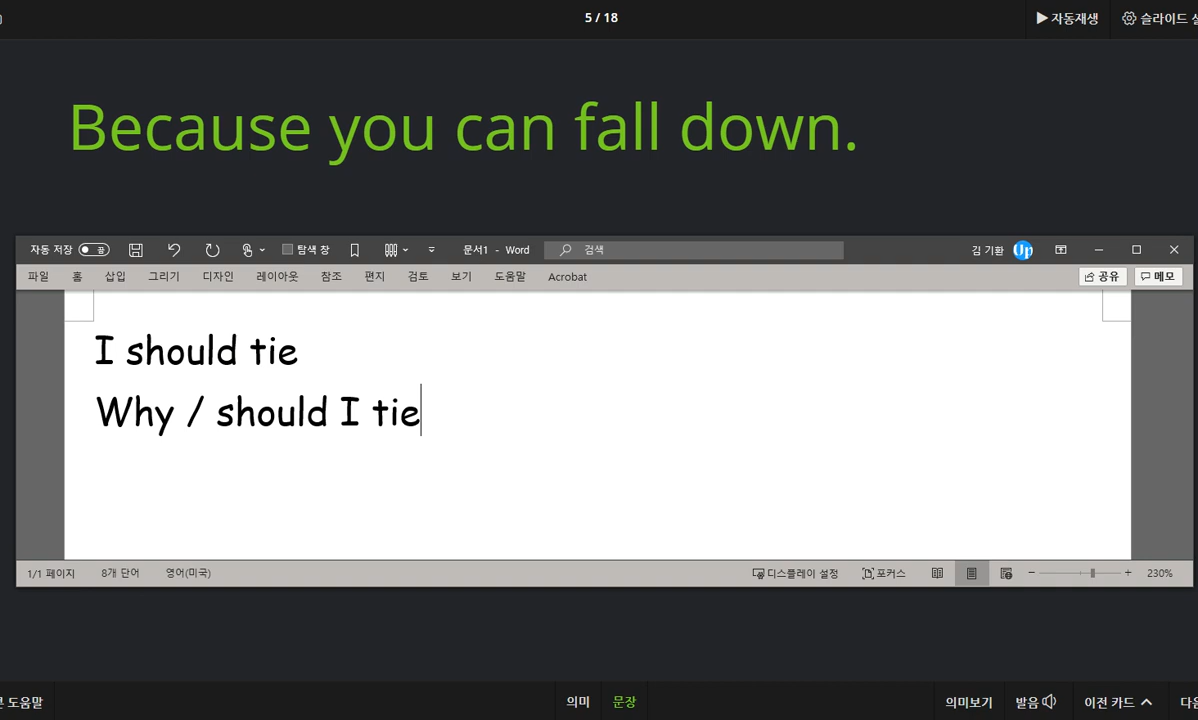 5 / 18
▶자동재생
슬라이드
Because you can fall down.
자동 저장
끔
탐색 창
문서1 - Word
검색
김 기환
Up
파일 홈 삽입 그리기 디자인 레이아웃 참조 편지 검토 보기 도움말 Acrobat
공유
메모
I should tie
Why / should I tie
1/1 페이지 8개 단어 영어(미국)
디스플레이 설정 포커스 − + 230%
도움말
의미 문장
의미보기 발음 이전 카드